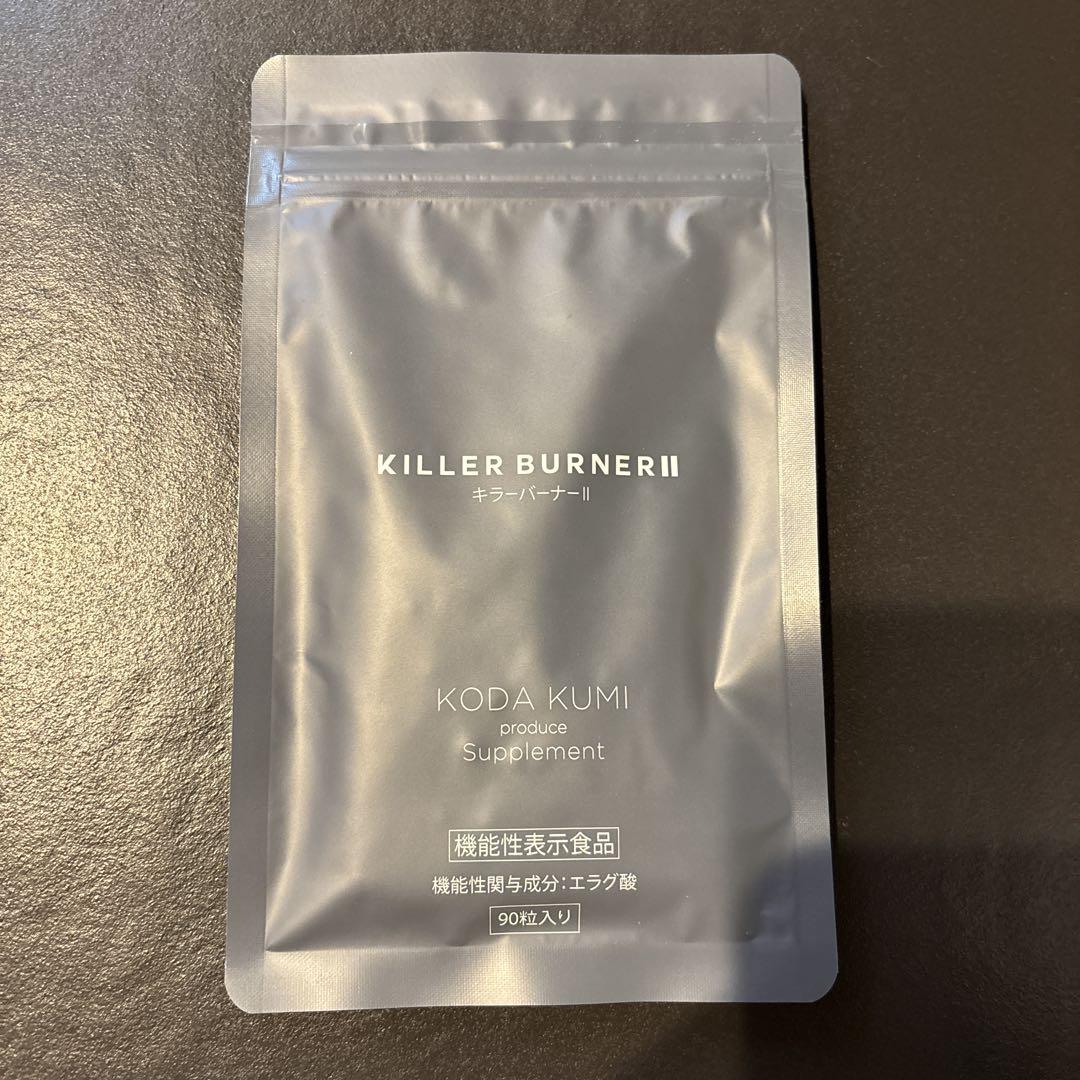 KILLER BURNERⅡ
キラーバーナーⅡ
KODA KUMI
produce
Supplement
機能性表示食品
機能性関与成分:エラグ酸
90粒入り